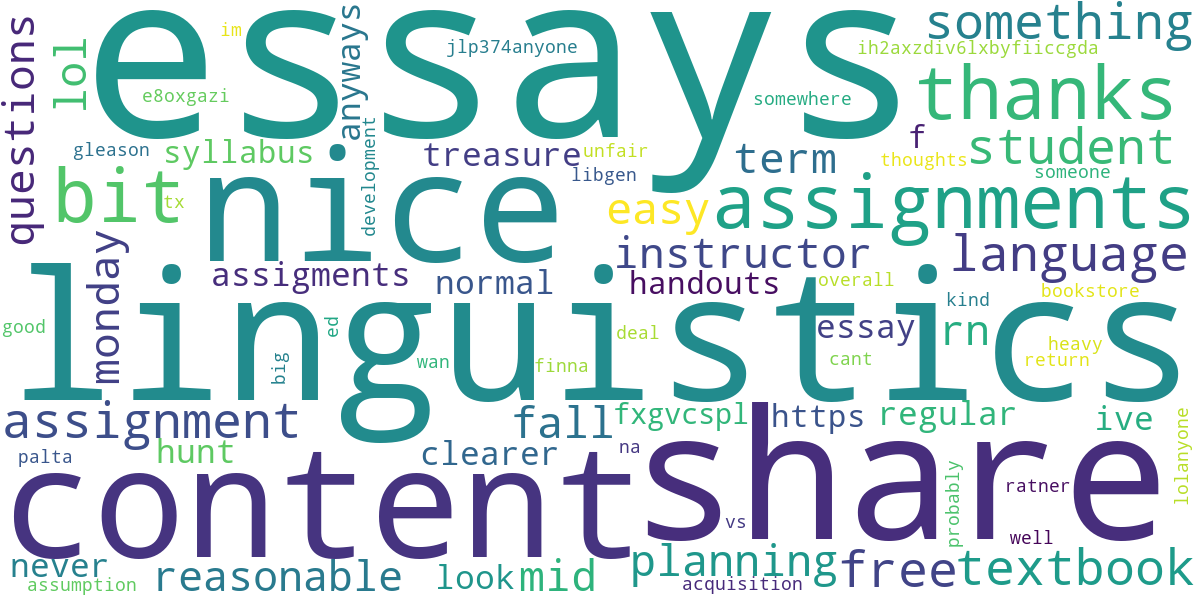 essays
something
im
jlp374anyone
ih2axzdiv6lxbyfiiccgda
questions
lol
anyways
thanks
e8oxgazi
somewhere
f
student
gleason
syllabus
treasure
unfair
term
thoughts
libgen
someone
development
bit
tx
nice
easy
assignments
monday
instructor
language
assigments
normal
handouts
overall
kind
bookstore
linguistics
good
ed
deal
essay
rn
big
wan
finna
cant
heavy
return
assignment
fall
fxgvcspl
https
regular
ive
palta
hunt
clearer
na
share
lolanyone
content
vs
probably
ratner
well
never
assumption
reasonable
look
mid
planning
acquisition
free
textbook